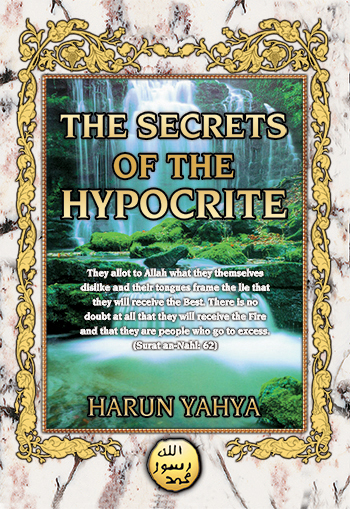 THE SECRETS
OF THE
HYPOCRITE
They allot to Allah what they themselves
dislike and their tongues frame the lie that
they will receive the Best. There is no
doubt at all that they will receive the Fire
and that they are people who go to excess.
(Surat an-Nahl: 62)
HARUN YAHYA
الله
رسول
محمد